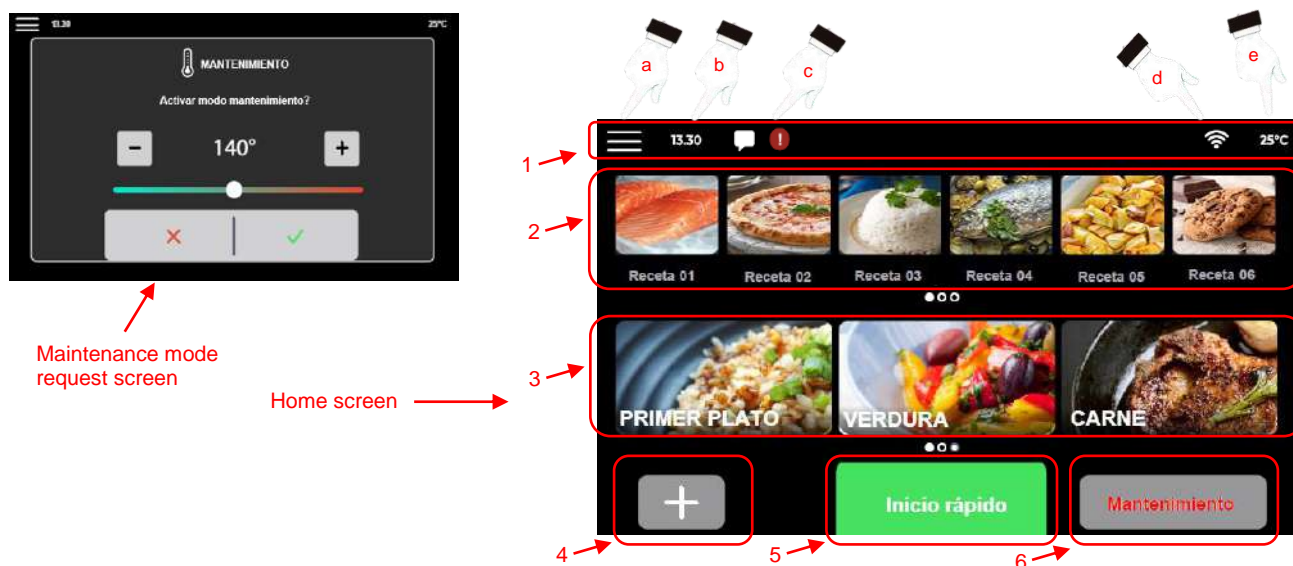 13.30
25°C
MANTENIMIENTO
Activar modo mantenimiento?
- 140° +
Maintenance mode
request screen
Home screen
a
b
c
d
e
1
13.30
!
25°C
2
Receta 01
Receta 02
Receta 03
Receta 04
Receta 05
Receta 06
3
PRIMER PLATO
VERDURA
CARNE
+
Inicio rápido
Mantenimiento
4
5
6